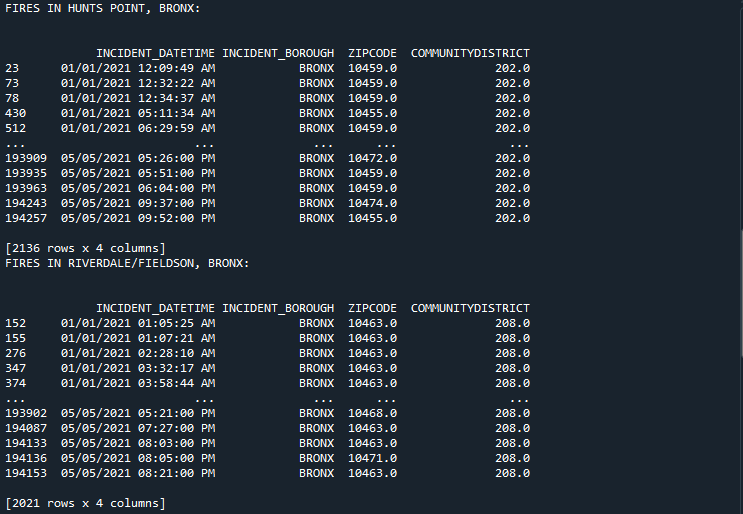 FIRES IN HUNTS POINT, BRONX:
INCIDENT_DATETIME INCIDENT_BOROUGH ZIPCODE COMMUNITYDISTRICT
23 01/01/2021 12:09:49 AM BRONX 10459.0 202.0
73 01/01/2021 12:32:22 AM BRONX 10459.0 202.0
78 01/01/2021 12:34:37 AM BRONX 10459.0 202.0
430 01/01/2021 05:11:34 AM BRONX 10455.0 202.0
512 01/01/2021 06:29:59 AM BRONX 10459.0 202.0
... ... ... ... ...
193909 05/05/2021 05:26:00 PM BRONX 10472.0 202.0
193935 05/05/2021 05:51:00 PM BRONX 10459.0 202.0
193963 05/05/2021 06:04:00 PM BRONX 10459.0 202.0
194243 05/05/2021 09:37:00 PM BRONX 10474.0 202.0
194257 05/05/2021 09:52:00 PM BRONX 10455.0 202.0
[2136 rows x 4 columns]
FIRES IN RIVERDALE/FIELDSON, BRONX:
INCIDENT_DATETIME INCIDENT_BOROUGH ZIPCODE COMMUNITYDISTRICT
152 01/01/2021 01:05:25 AM BRONX 10463.0 208.0
155 01/01/2021 01:07:21 AM BRONX 10463.0 208.0
276 01/01/2021 02:28:10 AM BRONX 10463.0 208.0
347 01/01/2021 03:32:17 AM BRONX 10463.0 208.0
374 01/01/2021 03:58:44 AM BRONX 10463.0 208.0
... ... ... ... ...
193902 05/05/2021 05:21:00 PM BRONX 10468.0 208.0
194087 05/05/2021 07:27:00 PM BRONX 10463.0 208.0
194133 05/05/2021 08:03:00 PM BRONX 10463.0 208.0
194136 05/05/2021 08:05:00 PM BRONX 10471.0 208.0
194153 05/05/2021 08:21:00 PM BRONX 10463.0 208.0
[2021 rows x 4 columns]